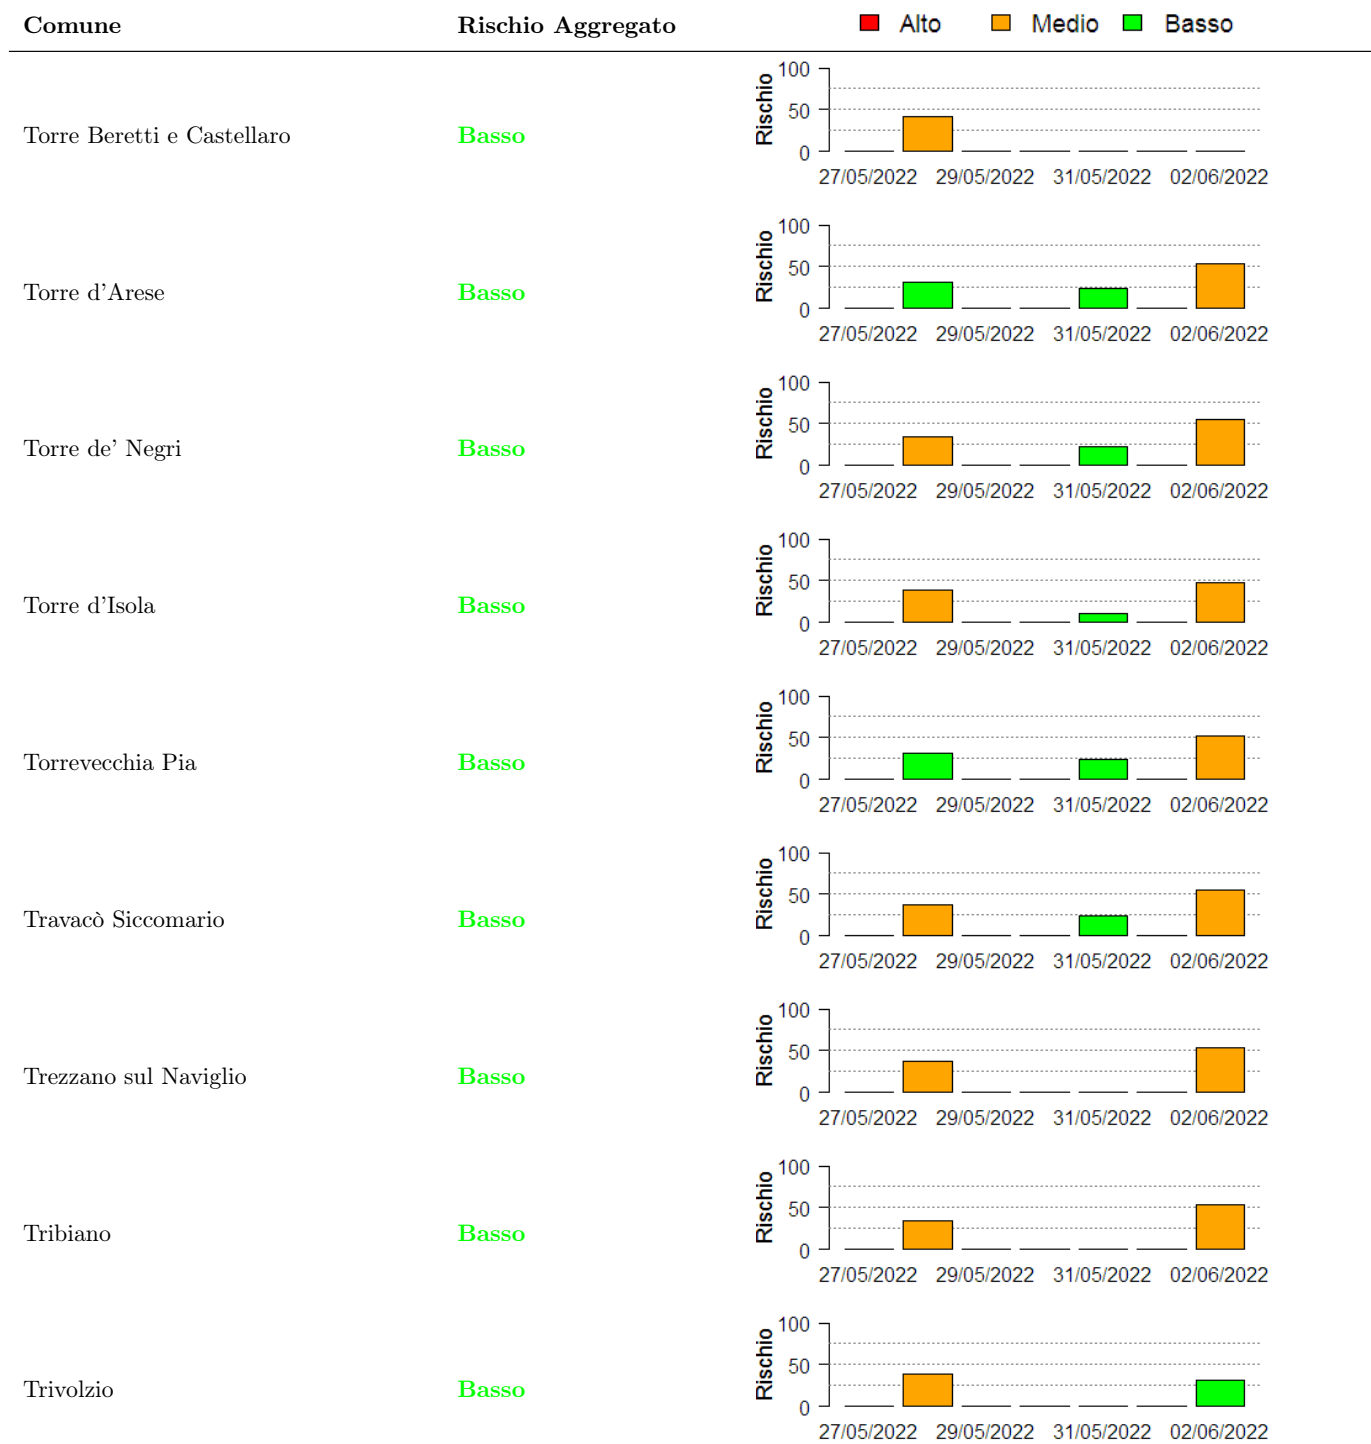 Comune Rischio Aggregato Alto Medio Basso
100
50
0
Rischio
Torre Beretti e Castellaro Basso
27/05/2022 29/05/2022 31/05/2022 02/06/2022
100
50
0
Rischio
Torre d'Arese Basso
27/05/2022 29/05/2022 31/05/2022 02/06/2022
100
50
0
Rischio
Torre de' Negri Basso
27/05/2022 29/05/2022 31/05/2022 02/06/2022
100
50
0
Rischio
Torre d'Isola Basso
27/05/2022 29/05/2022 31/05/2022 02/06/2022
100
50
0
Rischio
Torrevecchia Pia Basso
27/05/2022 29/05/2022 31/05/2022 02/06/2022
100
50
0
Rischio
Travacò Siccomario Basso
27/05/2022 29/05/2022 31/05/2022 02/06/2022
100
50
0
Rischio
Trezzano sul Naviglio Basso
27/05/2022 29/05/2022 31/05/2022 02/06/2022
100
50
0
Rischio
Tribiano Basso
27/05/2022 29/05/2022 31/05/2022 02/06/2022
100
50
0
Rischio
Trivolzio Basso
27/05/2022 29/05/2022 31/05/2022 02/06/2022